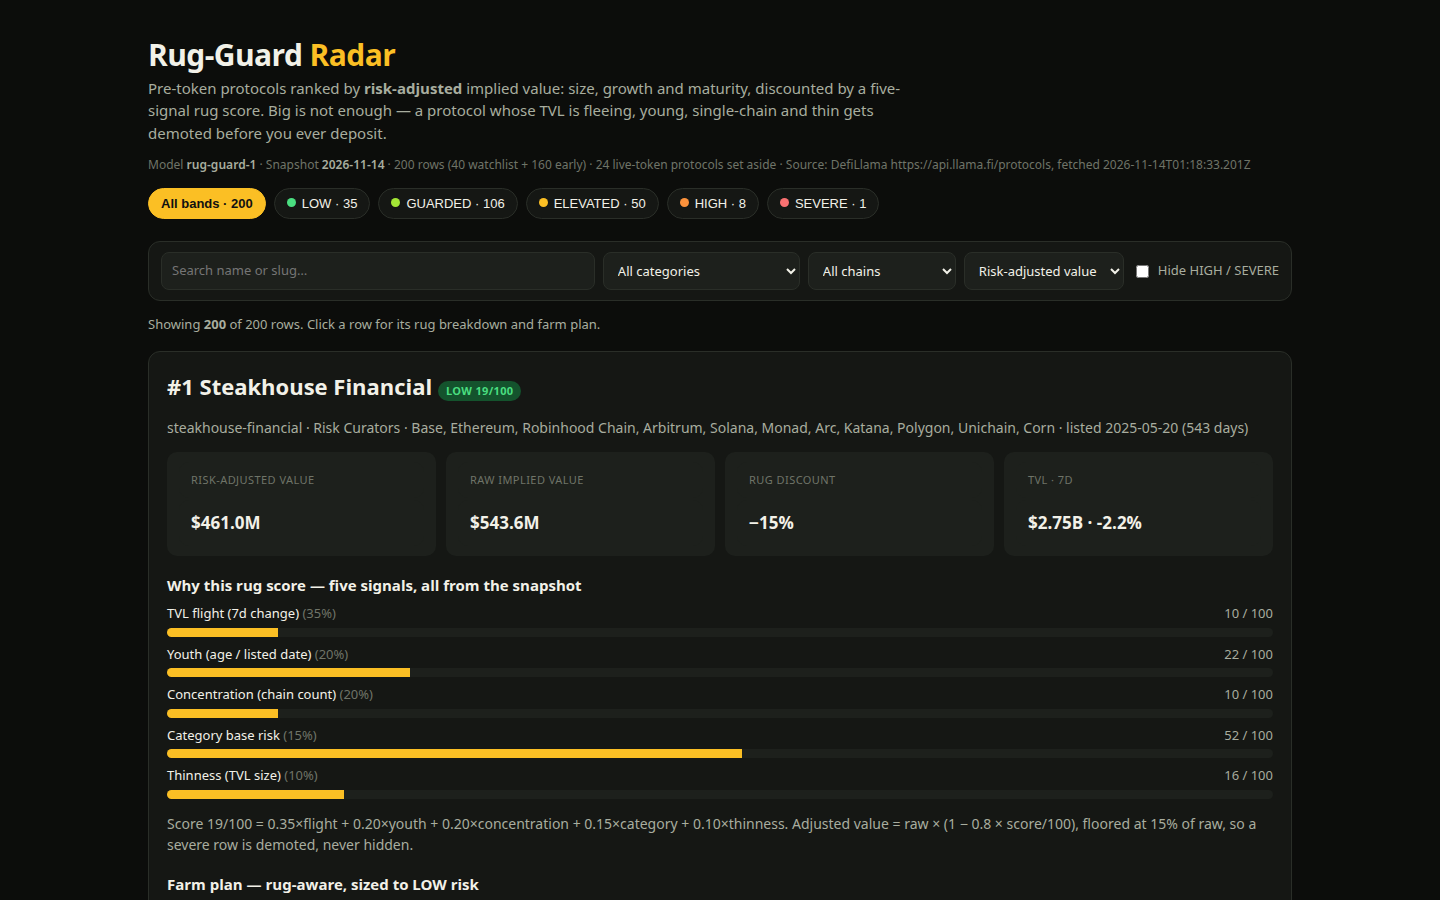 Rug-Guard Radar
Pre-token protocols ranked by risk-adjusted implied value: size, growth and maturity, discounted by a five-
signal rug score. Big is not enough — a protocol whose TVL is fleeing, young, single-chain and thin gets
demoted before you ever deposit.
Model rug-guard-1 · Snapshot 2026-11-14 · 200 rows (40 watchlist + 160 early) · 24 live-token protocols set aside · Source: DefiLlama https://api.llama.fi/protocols, fetched 2026-11-14T01:18:33.201Z
All bands · 200
LOW · 35
GUARDED · 106
ELEVATED · 50
HIGH · 8
SEVERE · 1
Search name or slug...
All categories
All chains
Risk-adjusted value
Hide HIGH / SEVERE
Showing 200 of 200 rows. Click a row for its rug breakdown and farm plan.
#1 Steakhouse Financial LOW 19/100
steakhouse-financial · Risk Curators · Base, Ethereum, Robinhood Chain, Arbitrum, Solana, Monad, Arc, Katana, Polygon, Unichain, Corn · listed 2025-05-20 (543 days)
RISK-ADJUSTED VALUE
$461.0M
RAW IMPLIED VALUE
$543.6M
RUG DISCOUNT
−15%
TVL · 7D
$2.75B · -2.2%
Why this rug score — five signals, all from the snapshot
TVL flight (7d change) (35%) 10 / 100
Youth (age / listed date) (20%) 22 / 100
Concentration (chain count) (20%) 10 / 100
Category base risk (15%) 52 / 100
Thinness (TVL size) (10%) 16 / 100
Score 19/100 = 0.35×flight + 0.20×youth + 0.20×concentration + 0.15×category + 0.10×thinness. Adjusted value = raw × (1 − 0.8 × score/100), floored at 15% of raw, so a
severe row is demoted, never hidden.
Farm plan — rug-aware, sized to LOW risk